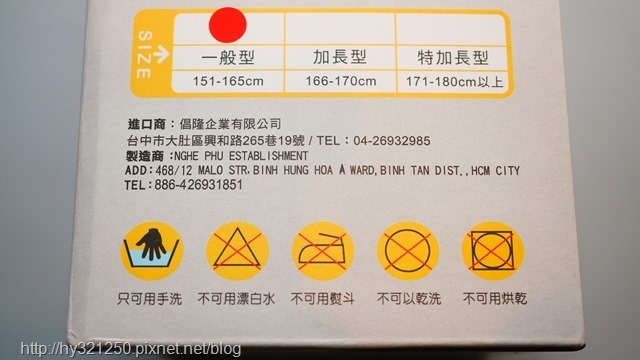 SIZE
一般型 加長型 特加長型
151-165cm 166-170cm 171-180cm以上
進口商：倡隆企業有限公司
台中市大肚區興和路265巷19號 / TEL：04-26932985
製造商：NGHE PHU ESTABLISHMENT
ADD：468/12 MALO STR,BINH HUNG HOA A WARD,BINH TAN DIST.,HCM CITY
TEL：886-426931851
只可用手洗 不可用漂白水 不可用熨斗 不可以乾洗 不可用烘乾
http://hy321250.pixnet.net/blog